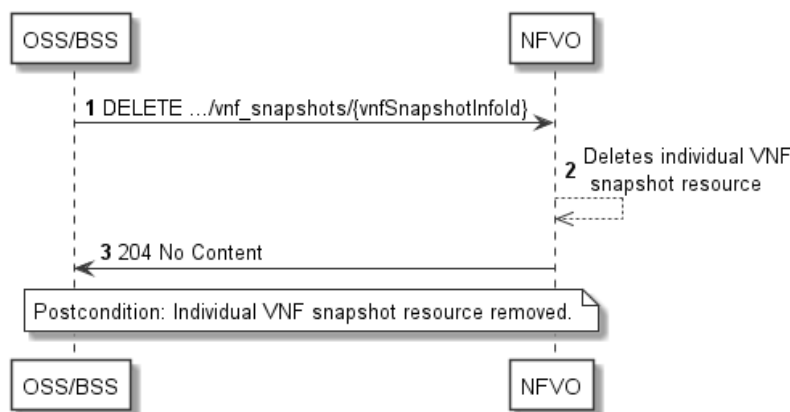 OSS/BSS
NFVO
1 DELETE .../vnf_snapshots/{vnfSnapshotInfoId}
2 Deletes individual VNF
snapshot resource
3 204 No Content
Postcondition: Individual VNF snapshot resource removed.
OSS/BSS
NFVO